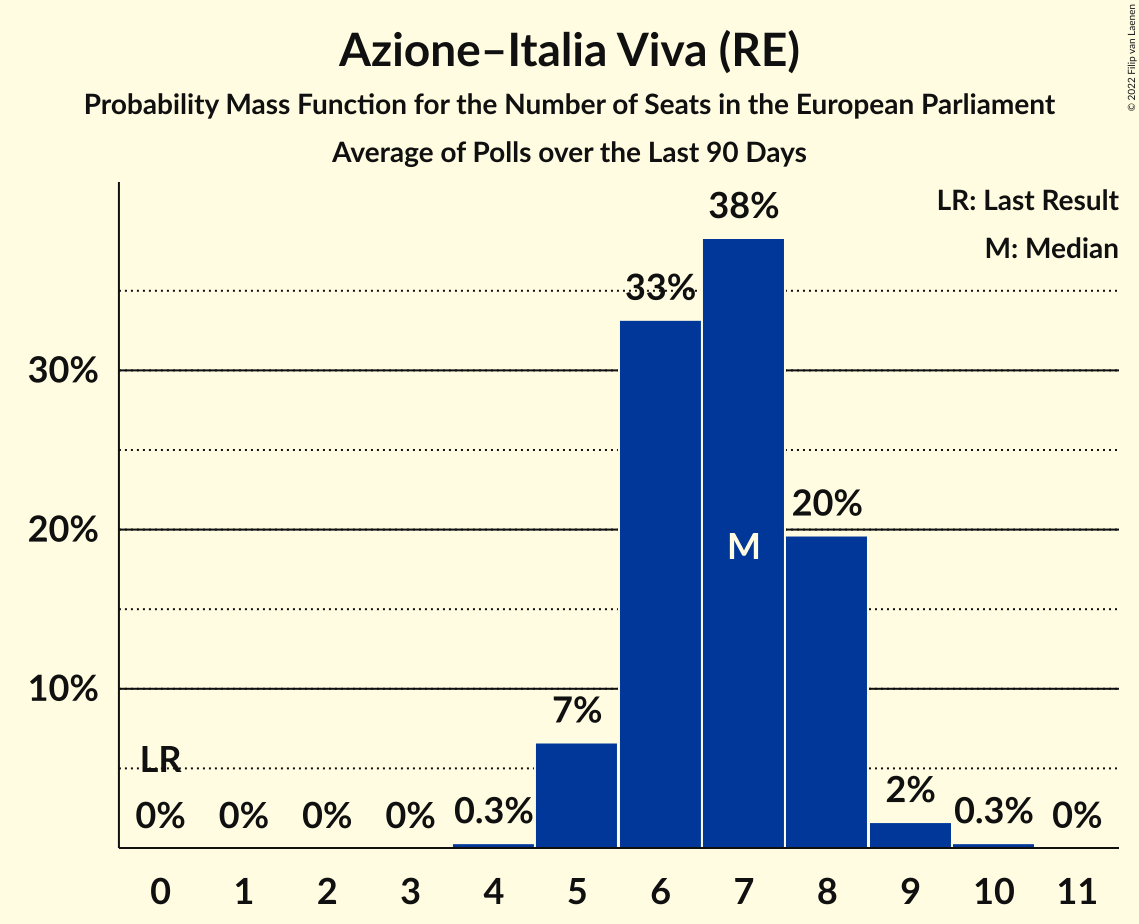 Azione–Italia Viva (RE)
Probability Mass Function for the Number of Seats in the European Parliament
Average of Polls over the Last 90 Days
© 2022 Filip van Laenen
LR: Last Result
M: Median
38%
33%
30%
20%
20%
M
10%
7%
LR
2%
0% 0% 0% 0% 0.3% 0.3% 0%
0 1 2 3 4 5 6 7 8 9 10 11